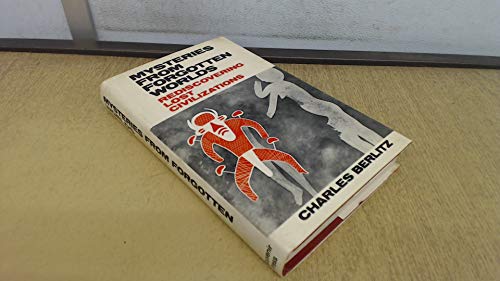 MYSTERIES
FROM
FORGOTTEN
WORLDS
REDISCOVERING
LOST
CIVILIZATIONS
CHARLES BERLITZ
MYSTERIES FROM FORGOTTEN